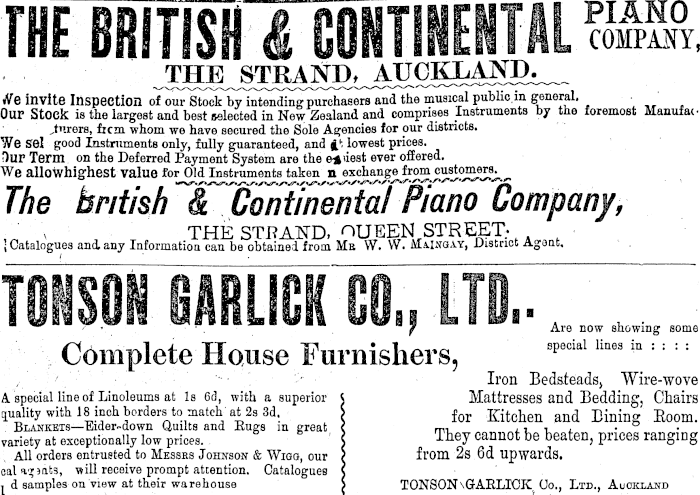 THE BRITISH & CONTINENTAL PIANO COMPANY,
THE STRAND, AUCKLAND.
We invite Inspection of our Stock by intending purchasers and the musical public in general.
Our Stock is the largest and best selected in New Zealand and comprises Instruments by the foremost Manufac-
turers, from whom we have secured the Sole Agencies for our districts.
We sel good Instruments only, fully guaranteed, and at lowest prices.
Our Term on the Deferred Payment System are the easiest ever offered.
We allowhighest value for Old Instruments taken n exchange from customers.
The British & Continental Piano Company,
THE STRAND, QUEEN STREET.
Catalogues and any Information can be obtained from MR W. W. MAINGAY, District Agent.
TONSON GARLICK CO., LTD.
Complete House Furnishers,
A special line of Linoleums at 1s 6d, with a superior
quality with 18 inch borders to match at 2s 3d.
BLANKETS—Eider-down Quilts and Rugs in great
variety at exceptionally low prices.
All orders entrusted to MESSRS JOHNSON & WIGG, our
cal agents, will receive prompt attention. Catalogues
d samples on view at their warehouse
Are now showing some
special lines in : : : :
Iron Bedsteads, Wire-wove
Mattresses and Bedding, Chairs
for Kitchen and Dining Room.
They cannot be beaten, prices ranging
from 2s 6d upwards.
TONSON GARLICK Co., LTD., AUCKLAND